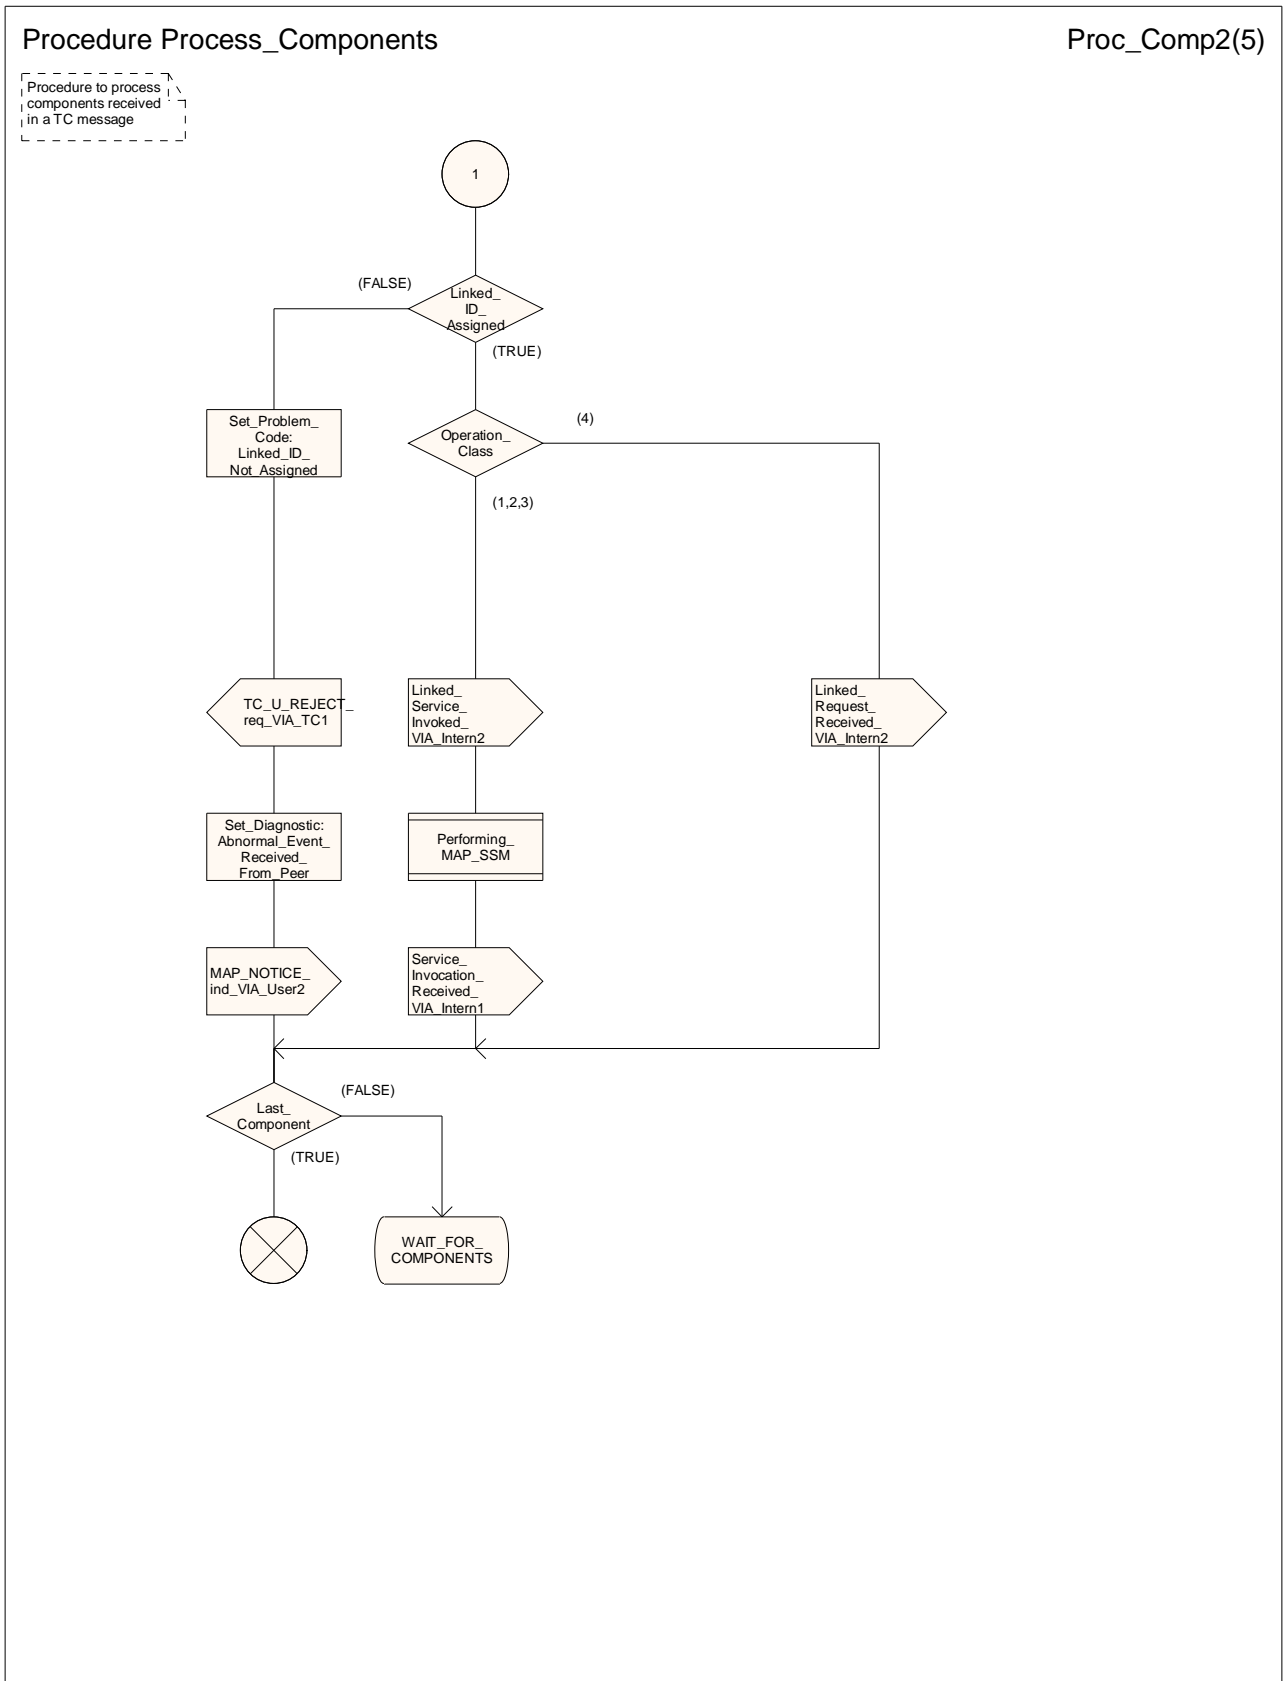 Procedure Process_Components
Proc_Comp2(5)
Procedure to process
components received
in a TC message
1
(FALSE)
Linked_
ID_
Assigned
(TRUE)
Set_Problem_
Code:
Linked_ID_
Not_Assigned
Operation_
Class
(4)
(1,2,3)
TC_U_REJECT_
req_VIA_TC1
Linked_
Service_
Invoked_
VIA_Intern2
Linked_
Request_
Received_
VIA_Intern2
Set_Diagnostic:
Abnormal_Event_
Received_
From_Peer
Performing_
MAP_SSM
MAP_NOTICE_
ind_VIA_User2
Service_
Invocation_
Received_
VIA_Intern1
(FALSE)
Last_
Component
(TRUE)
WAIT_FOR_
COMPONENTS